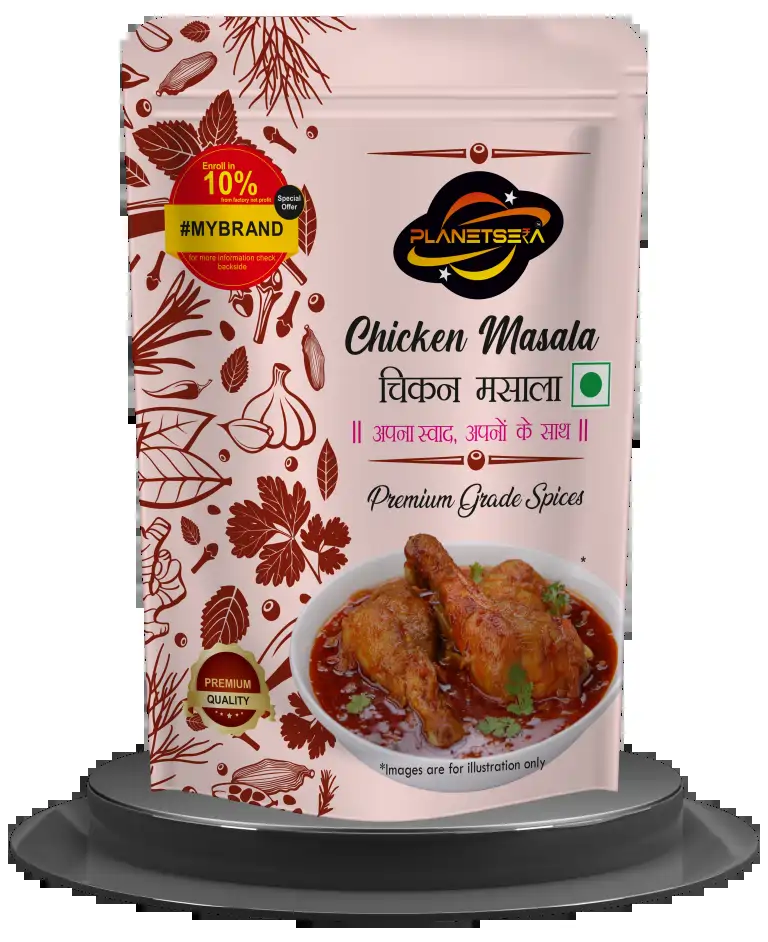 Enroll in
10%
from factory net profit
Special
Offer
#MYBRAND
for more information check
backside
PLANETSERA
Chicken Masala
चिकन मसाला
|| अपना स्वाद, अपनों के साथ ||
Premium Grade Spices
*
PREMIUM
QUALITY
*Images are for illustration only